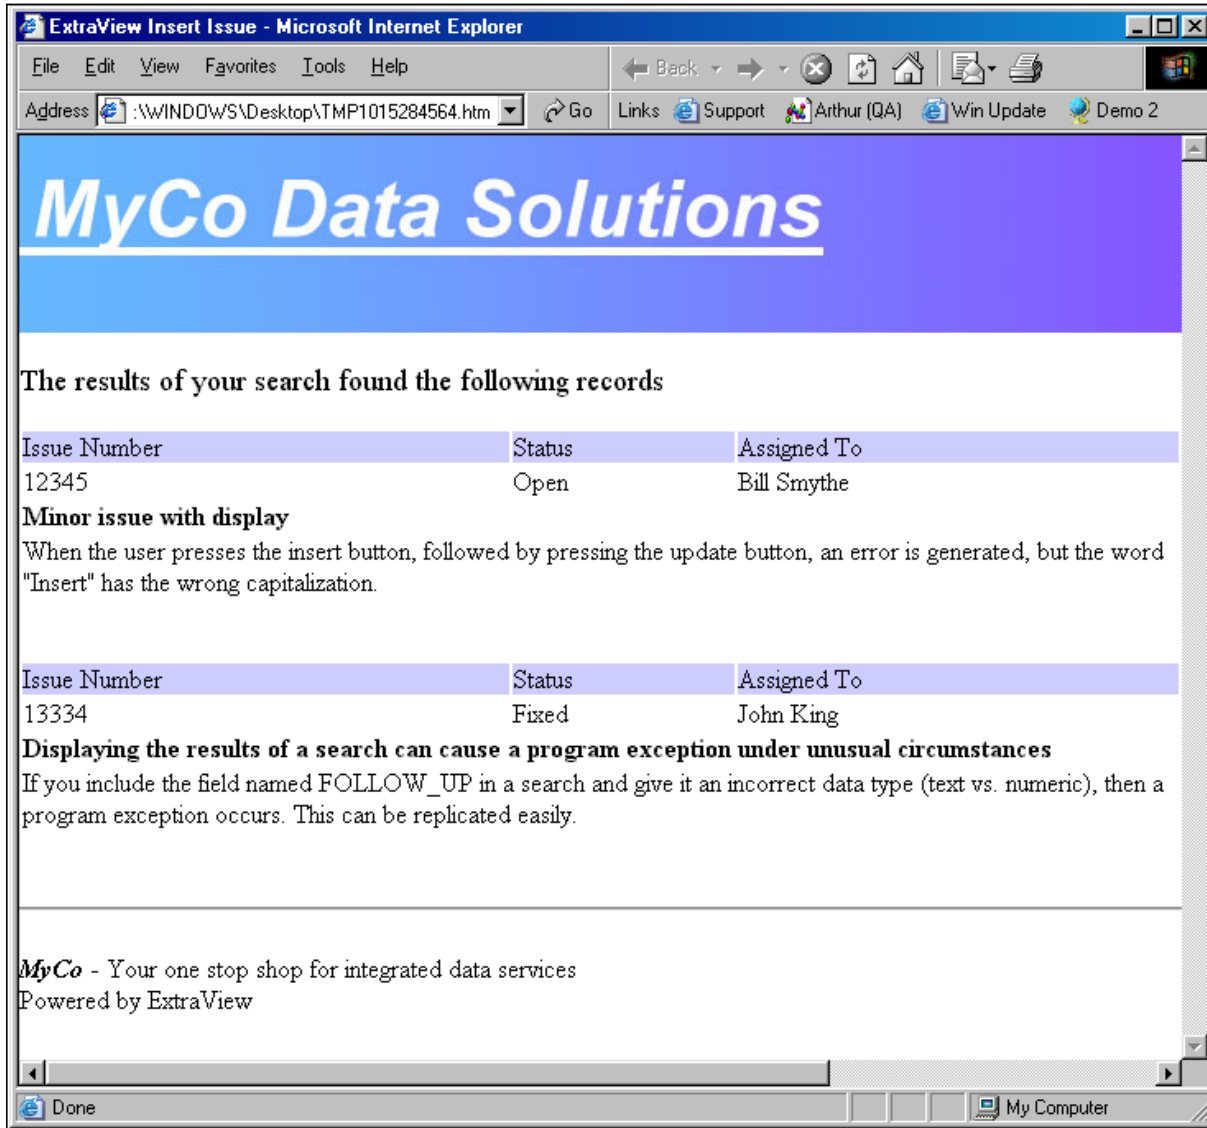 ExtraView Insert Issue - Microsoft Internet Explorer
File Edit View Favorites Tools Help Back
Address :\WINDOWS\Desktop\TMP1015284564.htm Go Links Support Arthur (QA) Win Update Demo 2
MyCo Data Solutions
The results of your search found the following records
Issue Number Status Assigned To
12345 Open Bill Smythe
Minor issue with display
When the user presses the insert button, followed by pressing the update button, an error is generated, but the word
"Insert" has the wrong capitalization.
Issue Number Status Assigned To
13334 Fixed John King
Displaying the results of a search can cause a program exception under unusual circumstances
If you include the field named FOLLOW_UP in a search and give it an incorrect data type (text vs. numeric), then a
program exception occurs. This can be replicated easily.
MyCo - Your one stop shop for integrated data services
Powered by ExtraView
Done My Computer